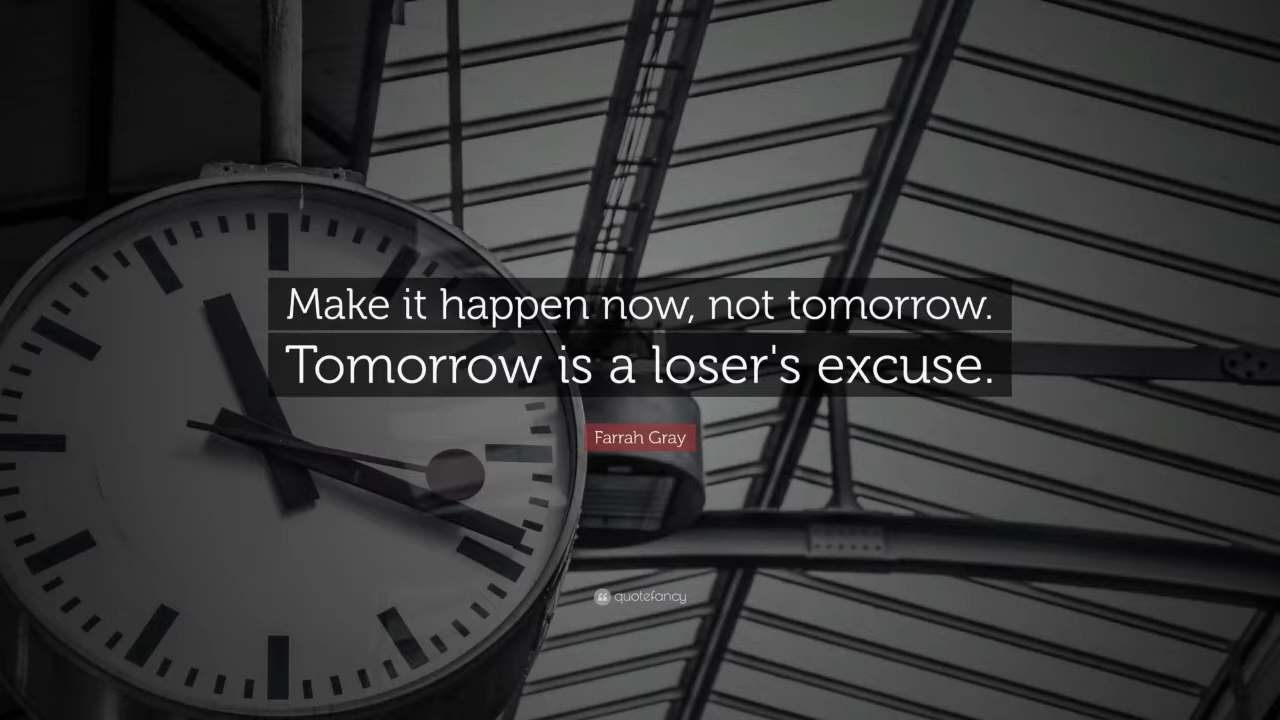 Make it happen now, not tomorrow.
Tomorrow is a loser's excuse.
Farrah Gray
quotefancy